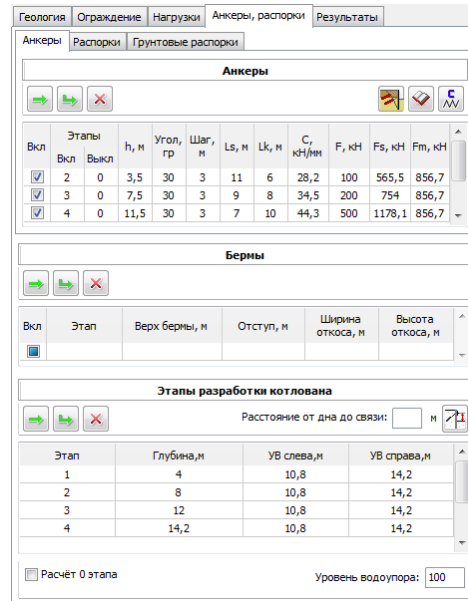 Геология Ограждение Нагрузки Анкеры, распорки Результаты
Анкеры Распорки Грунтовые распорки
Анкеры
C
Вкл Этапы h, м Угол, гр Шаг, м Ls, м Lk, м C, кН/мм F, кН Fs, кН Fm, кН
Вкл Выкл
2 0 3,5 30 3 11 6 28,2 100 565,5 856,7
3 0 7,5 30 3 9 8 34,5 200 754 856,7
4 0 11,5 30 3 7 10 44,3 500 1178,1 856,7
Бермы
Вкл Этап Верх бермы, м Отступ, м Ширина откоса, м Высота откоса, м
Этапы разработки котлована
Расстояние от дна до связи: м
Этап Глубина,м УВ слева,м УВ справа,м
1 4 10,8 14,2
2 8 10,8 14,2
3 12 10,8 14,2
4 14,2 10,8 14,2
Расчёт 0 этапа Уровень водоупора: 100